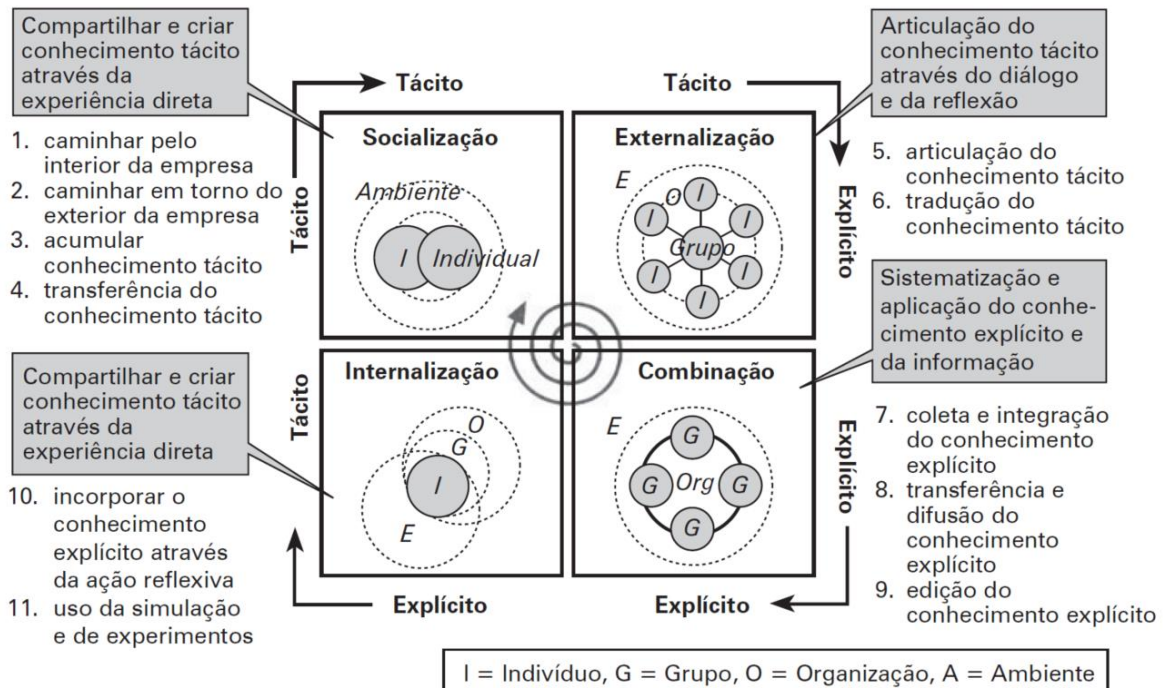 Compartilhar e criar
conhecimento tácito
através da
experiência direta
1. caminhar pelo
interior da empresa
2. caminhar em torno do
exterior da empresa
3. acumular
conhecimento tácito
4. transferência do
conhecimento tácito
Tácito
Tácito
Socialização
Ambiente
I
Individual
Tácito
Explícito
Externalização
E
O
I
I
I
Grupo
I
I
I
Articulação do
conhecimento tácito
através do diálogo
e da reflexão
5. articulação do
conhecimento tácito
6. tradução do
conhecimento tácito
Compartilhar e criar
conhecimento tácito
através da
experiência direta
10. incorporar o
conhecimento
explícito através
da ação reflexiva
11. uso da simulação
e de experimentos
Tácito
Explícito
Internalização
O
G
I
E
Combinação
E
G
G
Org
G
G
Explícito
Explícito
Sistematização e
aplicação do conhe-
cimento explícito e
da informação
7. coleta e integração
do conhecimento
explícito
8. transferência e
difusão do
conhecimento
explícito
9. edição do
conhecimento explícito
I = Indivíduo, G = Grupo, O = Organização, A = Ambiente